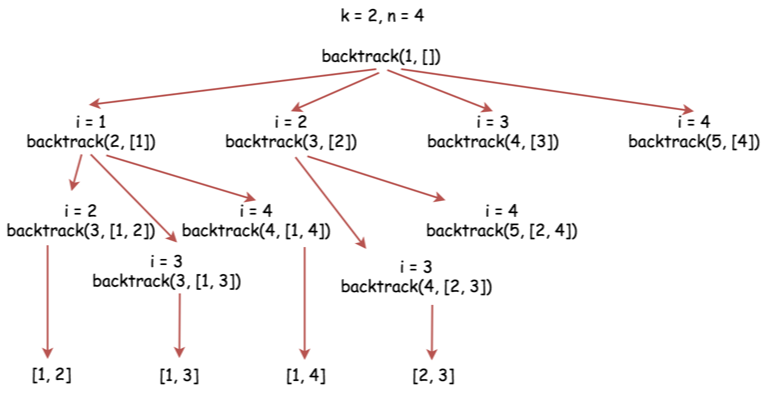 k = 2, n = 4
backtrack(1, [])
i = 1
backtrack(2, [1])
i = 2
backtrack(3, [2])
i = 3
backtrack(4, [3])
i = 4
backtrack(5, [4])
i = 2
backtrack(3, [1, 2])
i = 4
backtrack(4, [1, 4])
i = 4
backtrack(5, [2, 4])
i = 3
backtrack(3, [1, 3])
i = 3
backtrack(4, [2, 3])
[1, 2]
[1, 3]
[1, 4]
[2, 3]